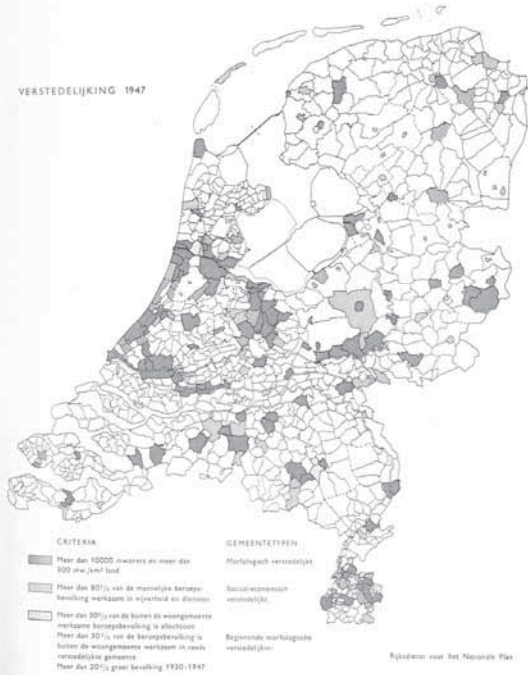 VERSTEDELIJKING 1947
CRITERIA
GEMEENTETYPEN
Meer dan 10000 inwoners en meer dan
300 inw./km² land
Morfologisch verstedelijkt
Meer dan 80% van de mannelijke beroeps-
bevolking werkzaam in nijverheid en diensten
Sociaaleconomisch
verstedelijkt
Meer dan 30% van de buiten de woongemeente
werkzame beroepsbevolking is allochtoon
Meer dan 30% van de beroepsbevolking is
buiten de woongemeente werkzaam in reeds
verstedelijkte gemeente
Meer dan 20% groei bevolking 1930-1947
Beginnende morfologische
verstedelijkt
Rijksdienst voor het Nationale Plan